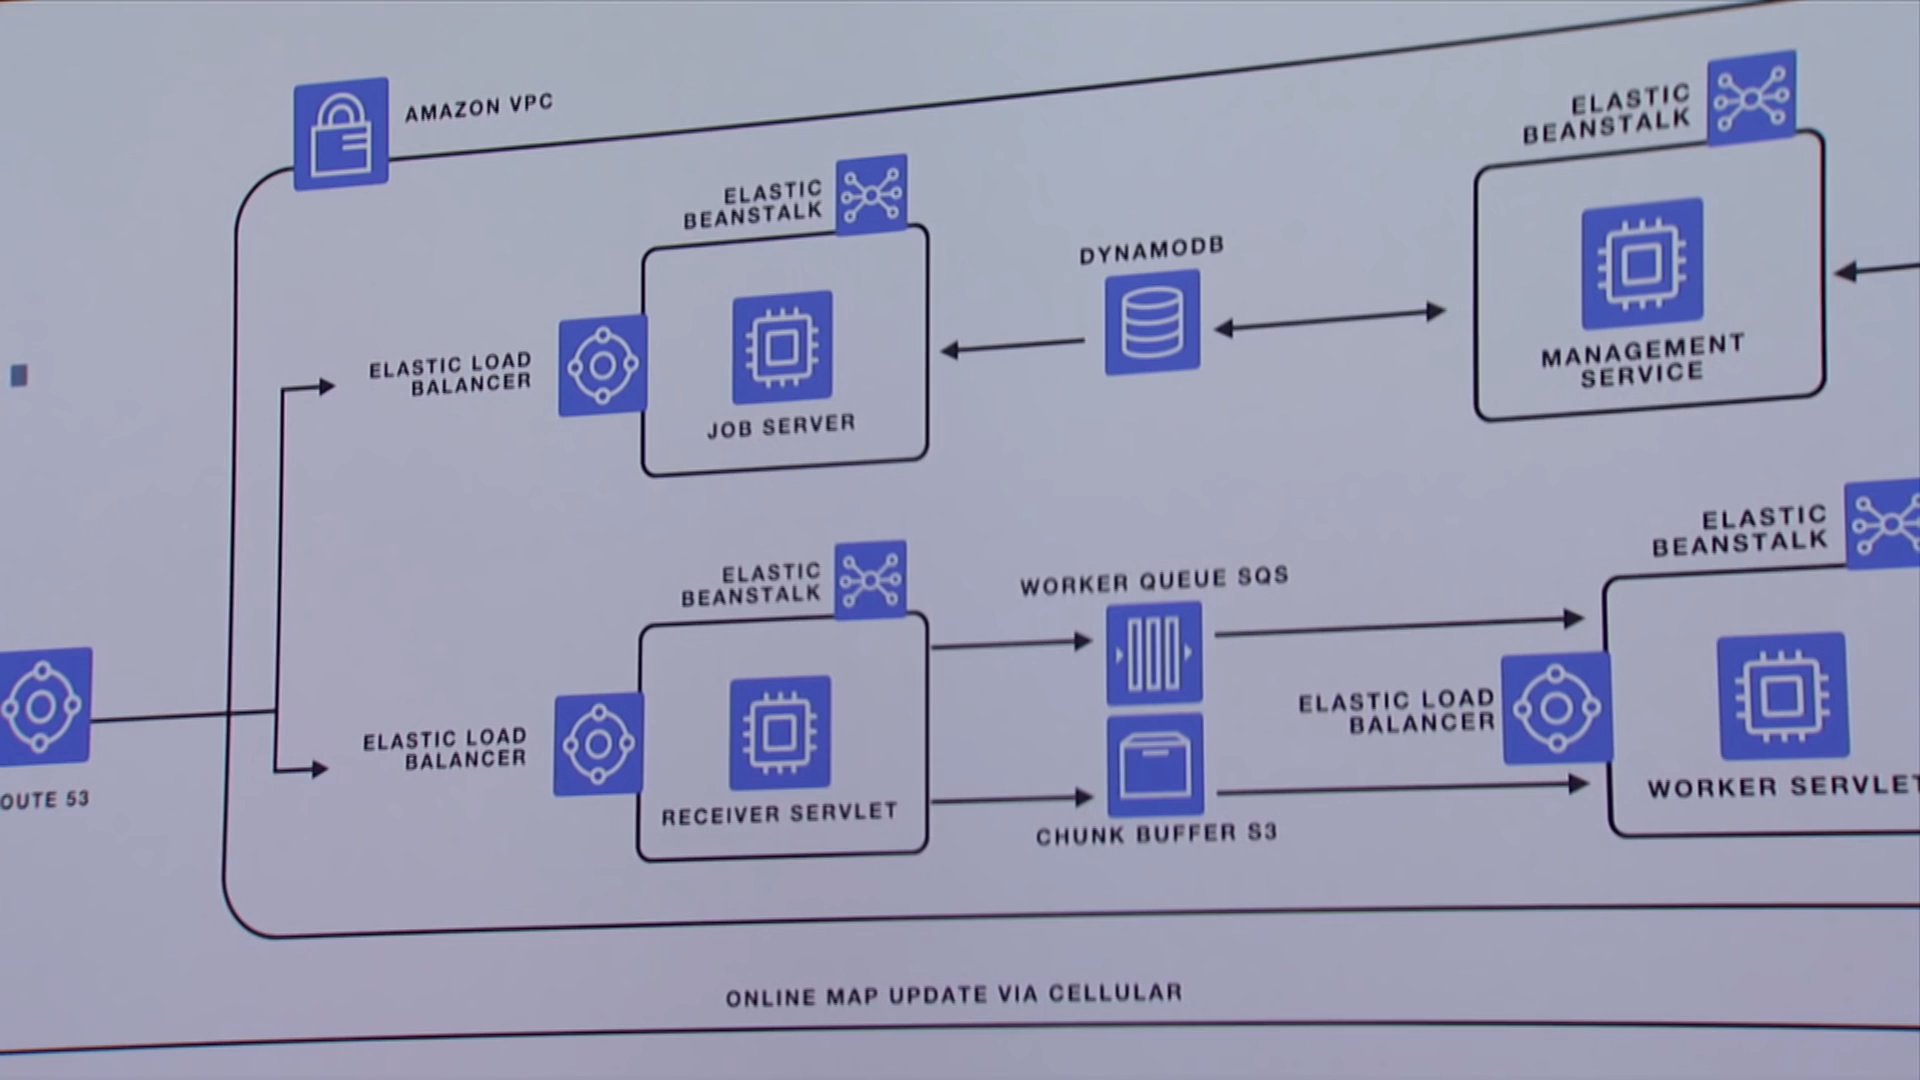 AMAZON VPC
ELASTIC
BEANSTALK
ELASTIC
BEANSTALK
DYNAMODB
ELASTIC LOAD
BALANCER
JOB SERVER
MANAGEMENT
SERVICE
ELASTIC
BEANSTALK
ELASTIC
BEANSTALK
WORKER QUEUE SQS
ELASTIC LOAD
BALANCER
ELASTIC LOAD
BALANCER
OUTE 53
RECEIVER SERVLET
CHUNK BUFFER S3
WORKER SERVLET
ONLINE MAP UPDATE VIA CELLULAR